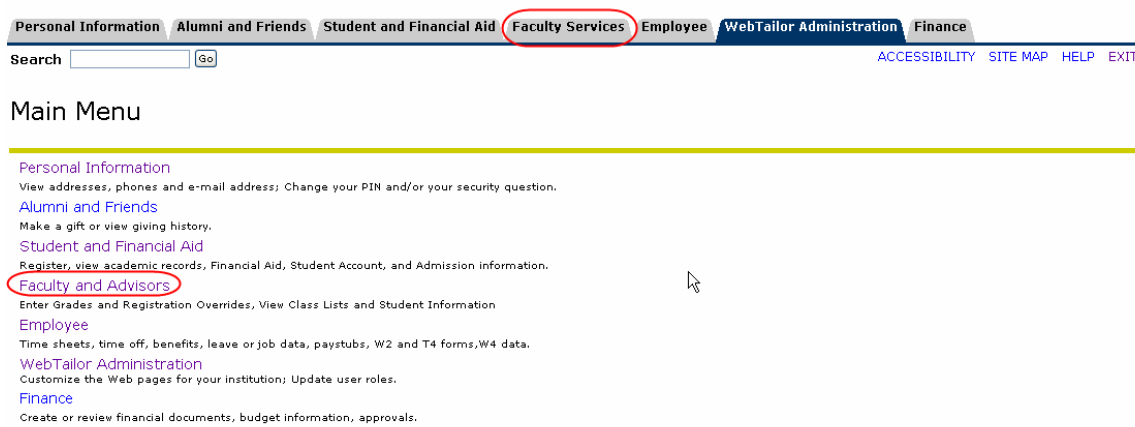 Personal Information Alumni and Friends Student and Financial Aid Faculty Services Employee WebTailor Administration Finance
Search Go ACCESSIBILITY SITE MAP HELP EXIT
Main Menu
Personal Information
View addresses, phones and e-mail address; Change your PIN and/or your security question.
Alumni and Friends
Make a gift or view giving history.
Student and Financial Aid
Register, view academic records, Financial Aid, Student Account, and Admission information.
Faculty and Advisors
Enter Grades and Registration Overrides, View Class Lists and Student Information
Employee
Time sheets, time off, benefits, leave or job data, paystubs, W2 and T4 forms,W4 data.
WebTailor Administration
Customize the Web pages for your institution; Update user roles.
Finance
Create or review financial documents, budget information, approvals.